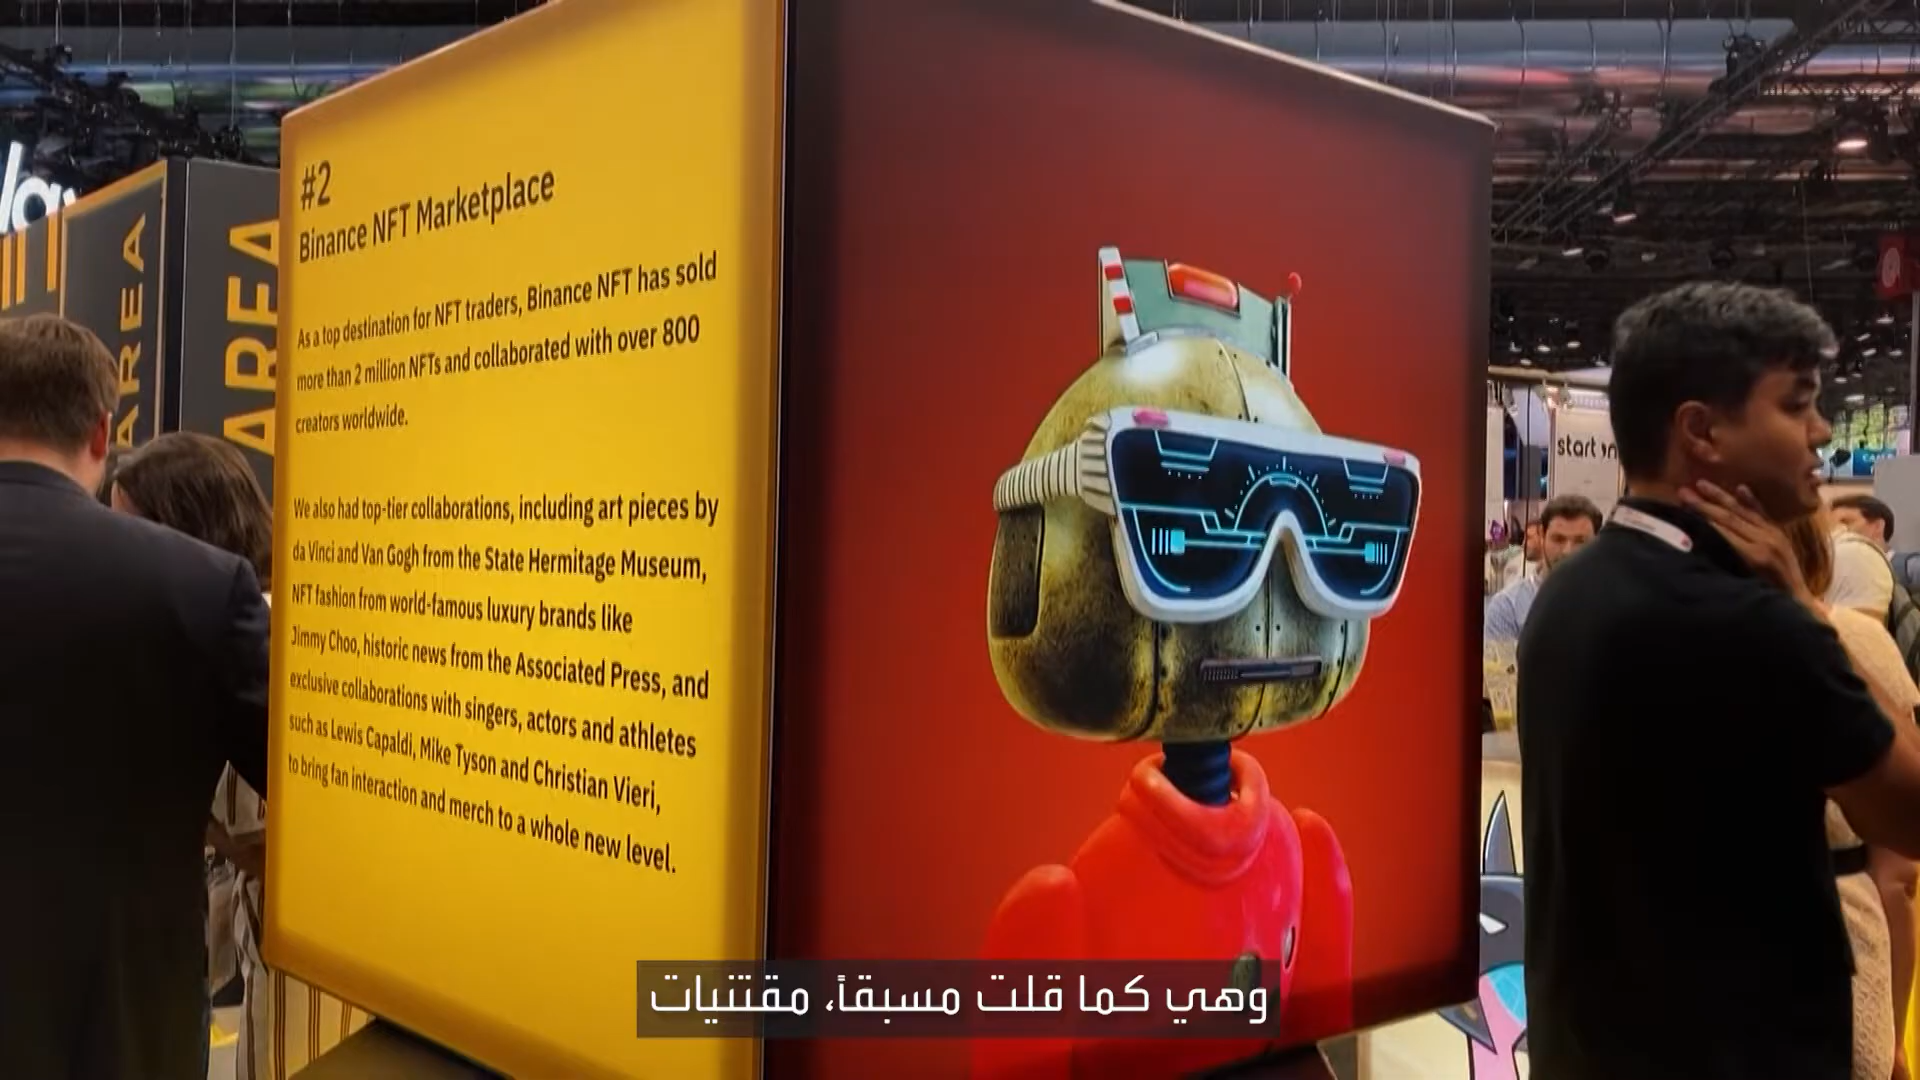 #2
Binance NFT Marketplace
As a top destination for NFT traders, Binance NFT has sold
more than 2 million NFTs and collaborated with over 800
creators worldwide.
We also had top-tier collaborations, including art pieces by
da Vinci and Van Gogh from the State Hermitage Museum,
NFT fashion from world-famous luxury brands like
Jimmy Choo, historic news from the Associated Press, and
exclusive collaborations with singers, actors and athletes
such as Lewis Capaldi, Mike Tyson and Christian Vieri,
to bring fan interaction and merch to a whole new level.
AREA
AREA
start
وهي كما قلت مسبقاً، مقتنيات